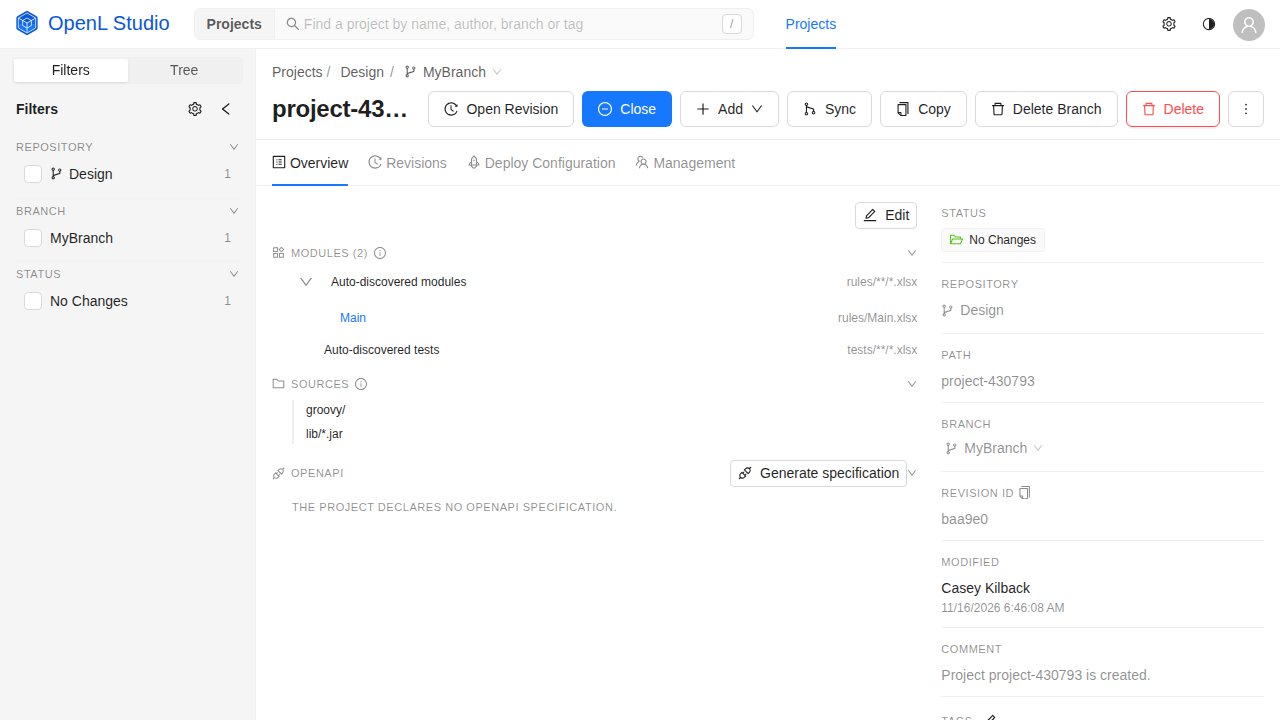 OpenL Studio
Projects
Find a project by name, author, branch or tag
/
Projects
Filters
Tree
Filters
REPOSITORY
Design 1
BRANCH
MyBranch 1
STATUS
No Changes 1
Projects / Design / MyBranch
project-43...
Open Revision
Close
Add
Sync
Copy
Delete Branch
Delete
Overview
Revisions
Deploy Configuration
Management
Edit
MODULES (2)
Auto-discovered modules rules/**/*.xlsx
Main rules/Main.xlsx
Auto-discovered tests tests/**/*.xlsx
SOURCES
groovy/
lib/*.jar
OPENAPI
Generate specification
THE PROJECT DECLARES NO OPENAPI SPECIFICATION.
STATUS
No Changes
REPOSITORY
Design
PATH
project-430793
BRANCH
MyBranch
REVISION ID
baa9e0
MODIFIED
Casey Kilback
11/16/2026 6:46:08 AM
COMMENT
Project project-430793 is created.
TAGS